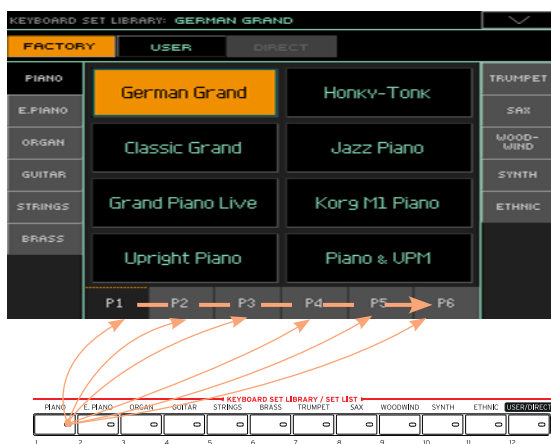 KEYBOARD SET LIBRARY: GERMAN GRAND
FACTORY USER DIRECT
PIANO
E.PIANO
ORGAN
GUITAR
STRINGS
BRASS
German Grand Honky-Tonk
Classic Grand Jazz Piano
Grand Piano Live Korg M1 Piano
Upright Piano Piano & UPM
TRUMPET
SAX
WOOD-
WIND
SYNTH
ETHNIC
P1 P2 P3 P4 P5 P6
KEYBOARD SET LIBRARY / SET LIST
PIANO E. PIANO ORGAN GUITAR STRINGS BRASS TRUMPET SAX WOODWIND SYNTH ETHNIC USER/DIRECT
1 2 3 4 5 6 7 8 9 10 11 12